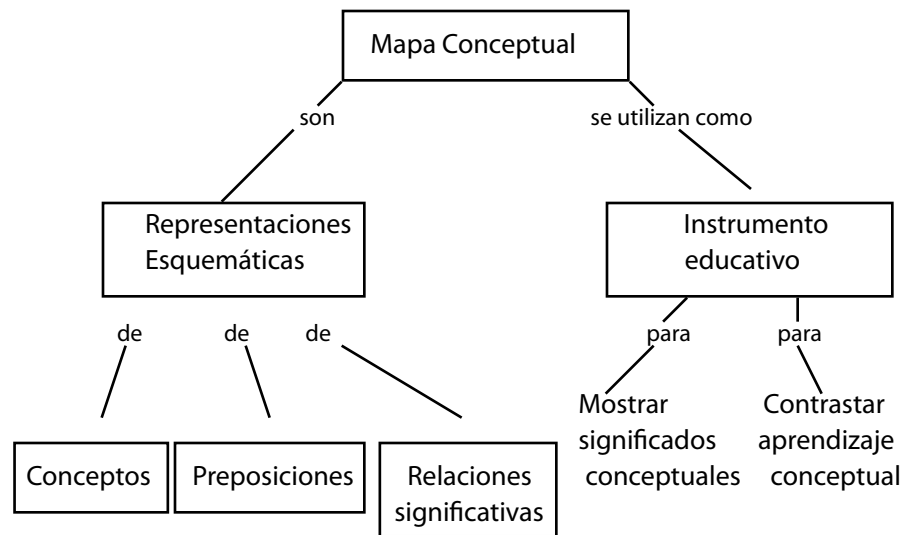 Mapa Conceptual
son
se utilizan como
Representaciones
Esquemáticas
Instrumento
educativo
de
de
de
para
para
Mostrar
significados
conceptuales
Contrastar
aprendizaje
conceptual
Conceptos
Preposiciones
Relaciones
significativas